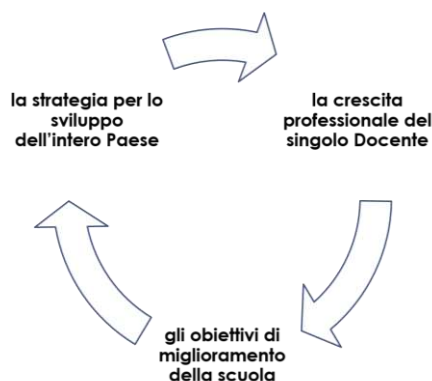 la strategia per lo
sviluppo
dell'intero Paese
la crescita
professionale del
singolo Docente
gli obiettivi di
miglioramento
della scuola